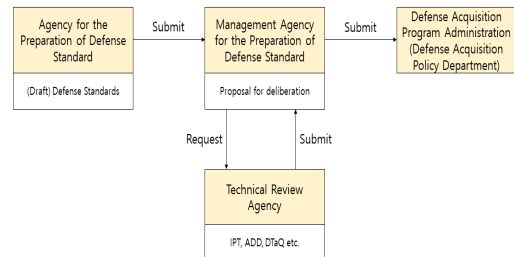 Agency for the
Preparation of Defense
Standard
(Draft) Defense Standards
Submit
Management Agency
for the Preparation of
Defense Standard
Proposal for deliberation
Submit
Defense Acquisition
Program Administration
(Defense Acquisition
Policy Department)
Request
Submit
Technical Review
Agency
IPT, ADD, DTaQ etc.